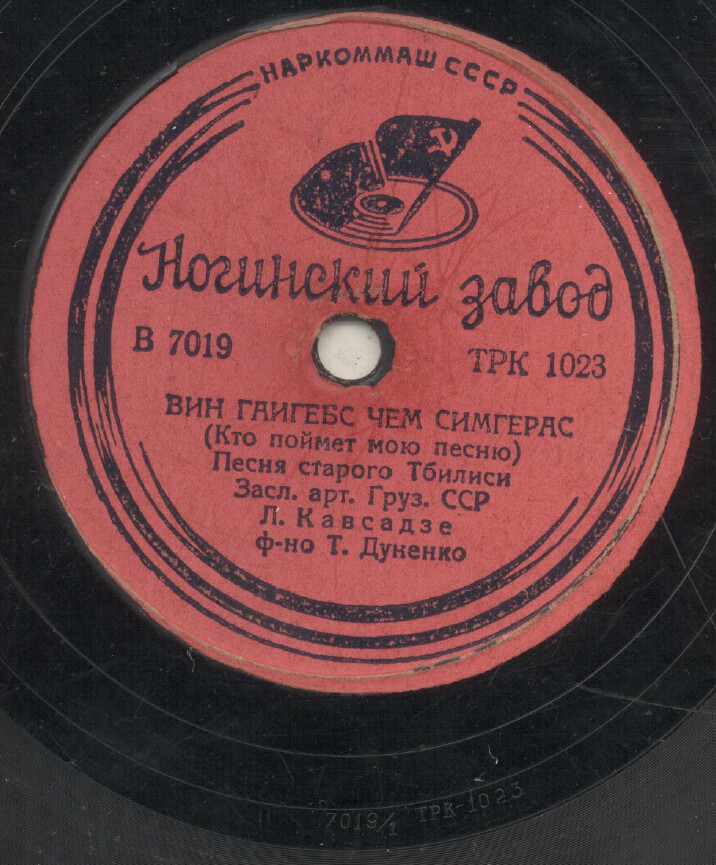 НАРКОММАШ СССР
Ногинский завод
В 7019
ТРК 1023
ВИН ГАИГЕБС ЧЕМ СИМГЕРАС
(Кто поймет мою песню)
Песня старого Тбилиси
Засл. арт. Груз. ССР
Л. Кавсадзе
ф-но Т. Дуненко
7019/1 ТРК-1023